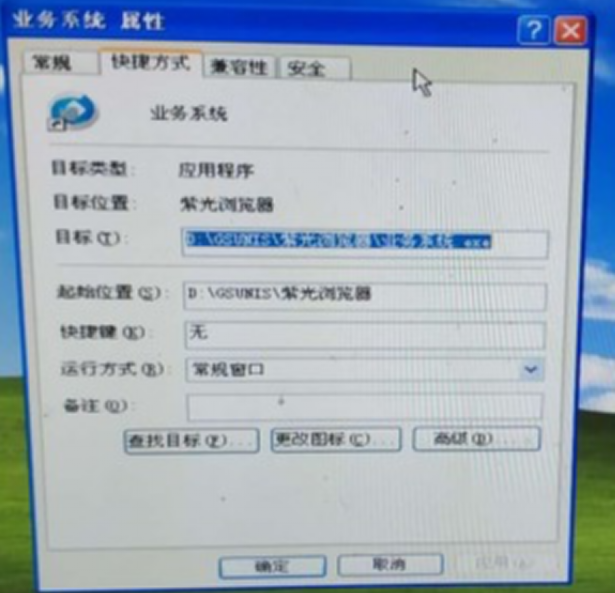 业务系统 属性
常规 快捷方式 兼容性 安全
业务系统
目标类型: 应用程序
目标位置: 紫光浏览器
目标(T): D:\GSUNIS\紫光浏览器\业务系统.exe
起始位置(S): D:\GSUNIS\紫光浏览器
快捷键(K): 无
运行方式(R): 常规窗口
备注(O):
查找目标(F)... 更改图标(C)... 高级(D)...
确定 取消 应用(A)